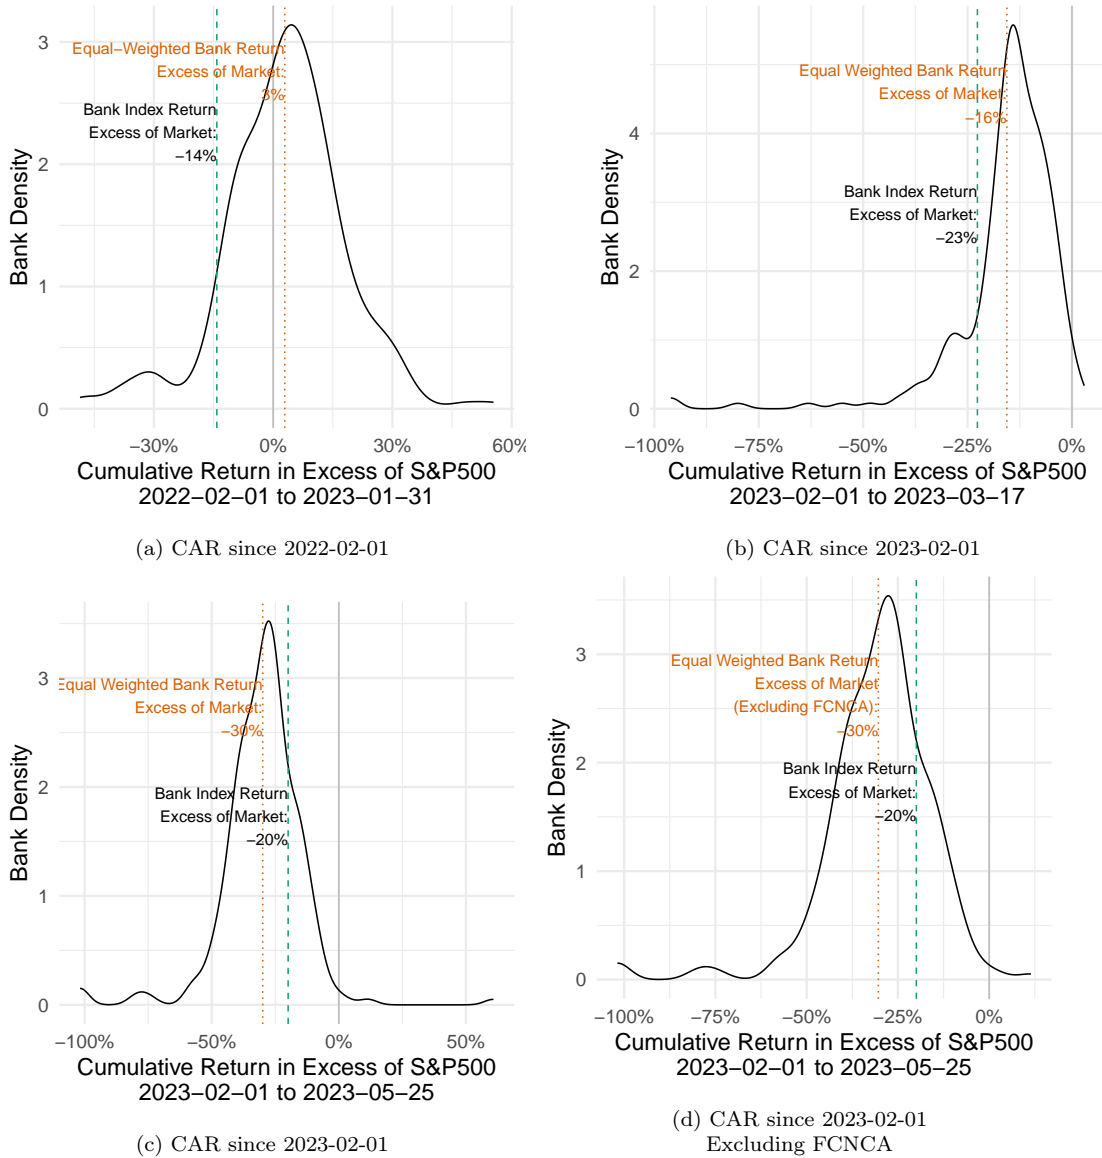 Equal−Weighted Bank Return
Excess of Market:
3%
Bank Index Return
Excess of Market:
−14%
Bank Density
3
2
1
0
−30%
0%
30%
60%
Cumulative Return in Excess of S&P500
2022−02−01 to 2023−01−31
(a) CAR since 2022-02-01
Equal Weighted Bank Return
Excess of Market:
−16%
Bank Index Return
Excess of Market:
−23%
Bank Density
4
2
0
−100%
−75%
−50%
−25%
0%
Cumulative Return in Excess of S&P500
2023−02−01 to 2023−03−17
(b) CAR since 2023-02-01
Equal Weighted Bank Return
Excess of Market:
−30%
Bank Index Return
Excess of Market:
−20%
Bank Density
3
2
1
0
−100%
−50%
0%
50%
Cumulative Return in Excess of S&P500
2023−02−01 to 2023−05−25
(c) CAR since 2023-02-01
Equal Weighted Bank Return
Excess of Market
(Excluding FCNCA):
−30%
Bank Index Return
Excess of Market:
−20%
Bank Density
3
2
1
0
−100%
−75%
−50%
−25%
0%
Cumulative Return in Excess of S&P500
2023−02−01 to 2023−05−25
(d) CAR since 2023-02-01
Excluding FCNCA